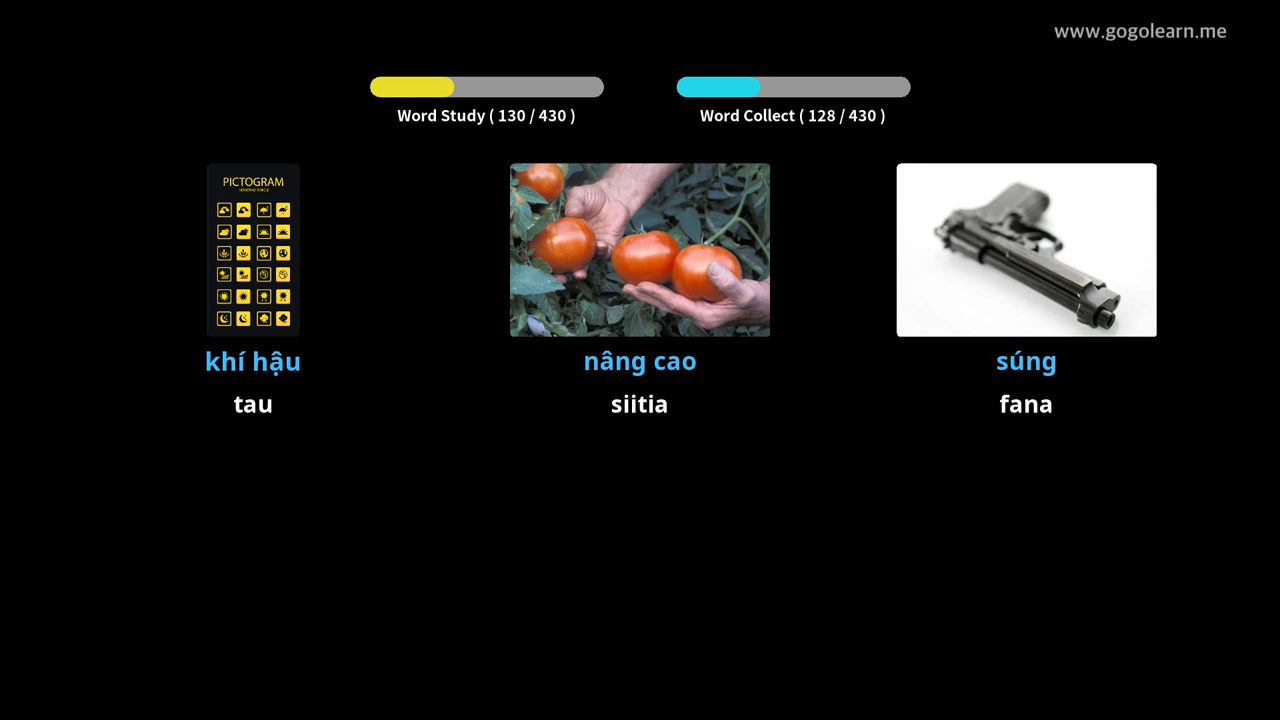 www.gogolearn.me
Word Study ( 130 / 430 )
Word Collect ( 128 / 430 )
PICTOGRAM
khí hậu
nâng cao
súng
tau
siitia
fana